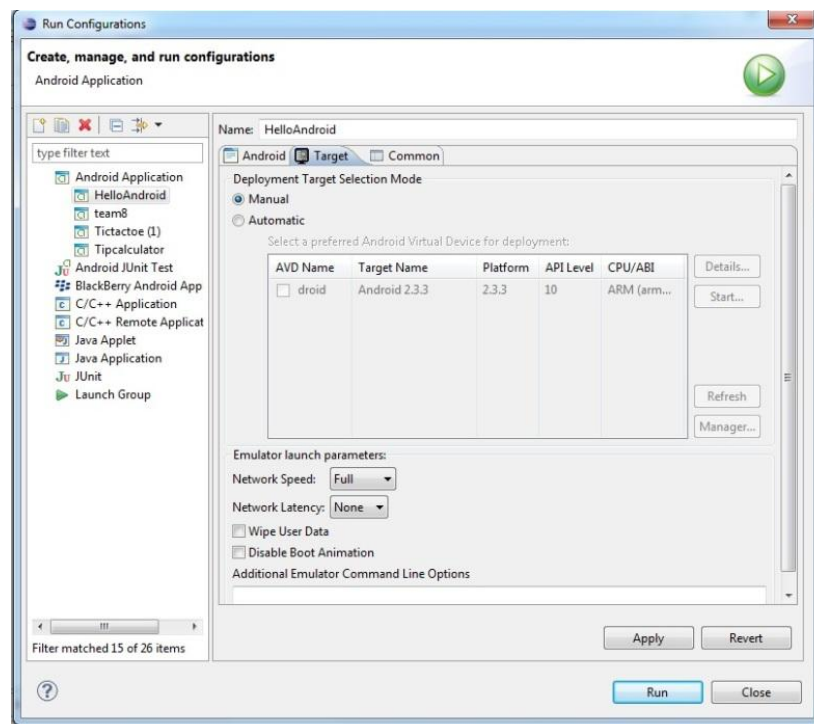 Run Configurations
Create, manage, and run configurations
Android Application
type filter text
Android Application
HelloAndroid
team8
Tictactoe (1)
Tipcalculator
Android JUnit Test
BlackBerry Android App
C/C++ Application
C/C++ Remote Applicat
Java Applet
Java Application
JUnit
Launch Group
Filter matched 15 of 26 items
Name: HelloAndroid
Android Target Common
Deployment Target Selection Mode
Manual
Automatic
Select a preferred Android Virtual Device for deployment:
AVD Name Target Name Platform API Level CPU/ABI
droid Android 2.3.3 2.3.3 10 ARM (arm...
Details...
Start...
Refresh
Manager...
Emulator launch parameters:
Network Speed: Full
Network Latency: None
Wipe User Data
Disable Boot Animation
Additional Emulator Command Line Options
Apply Revert
Run Close